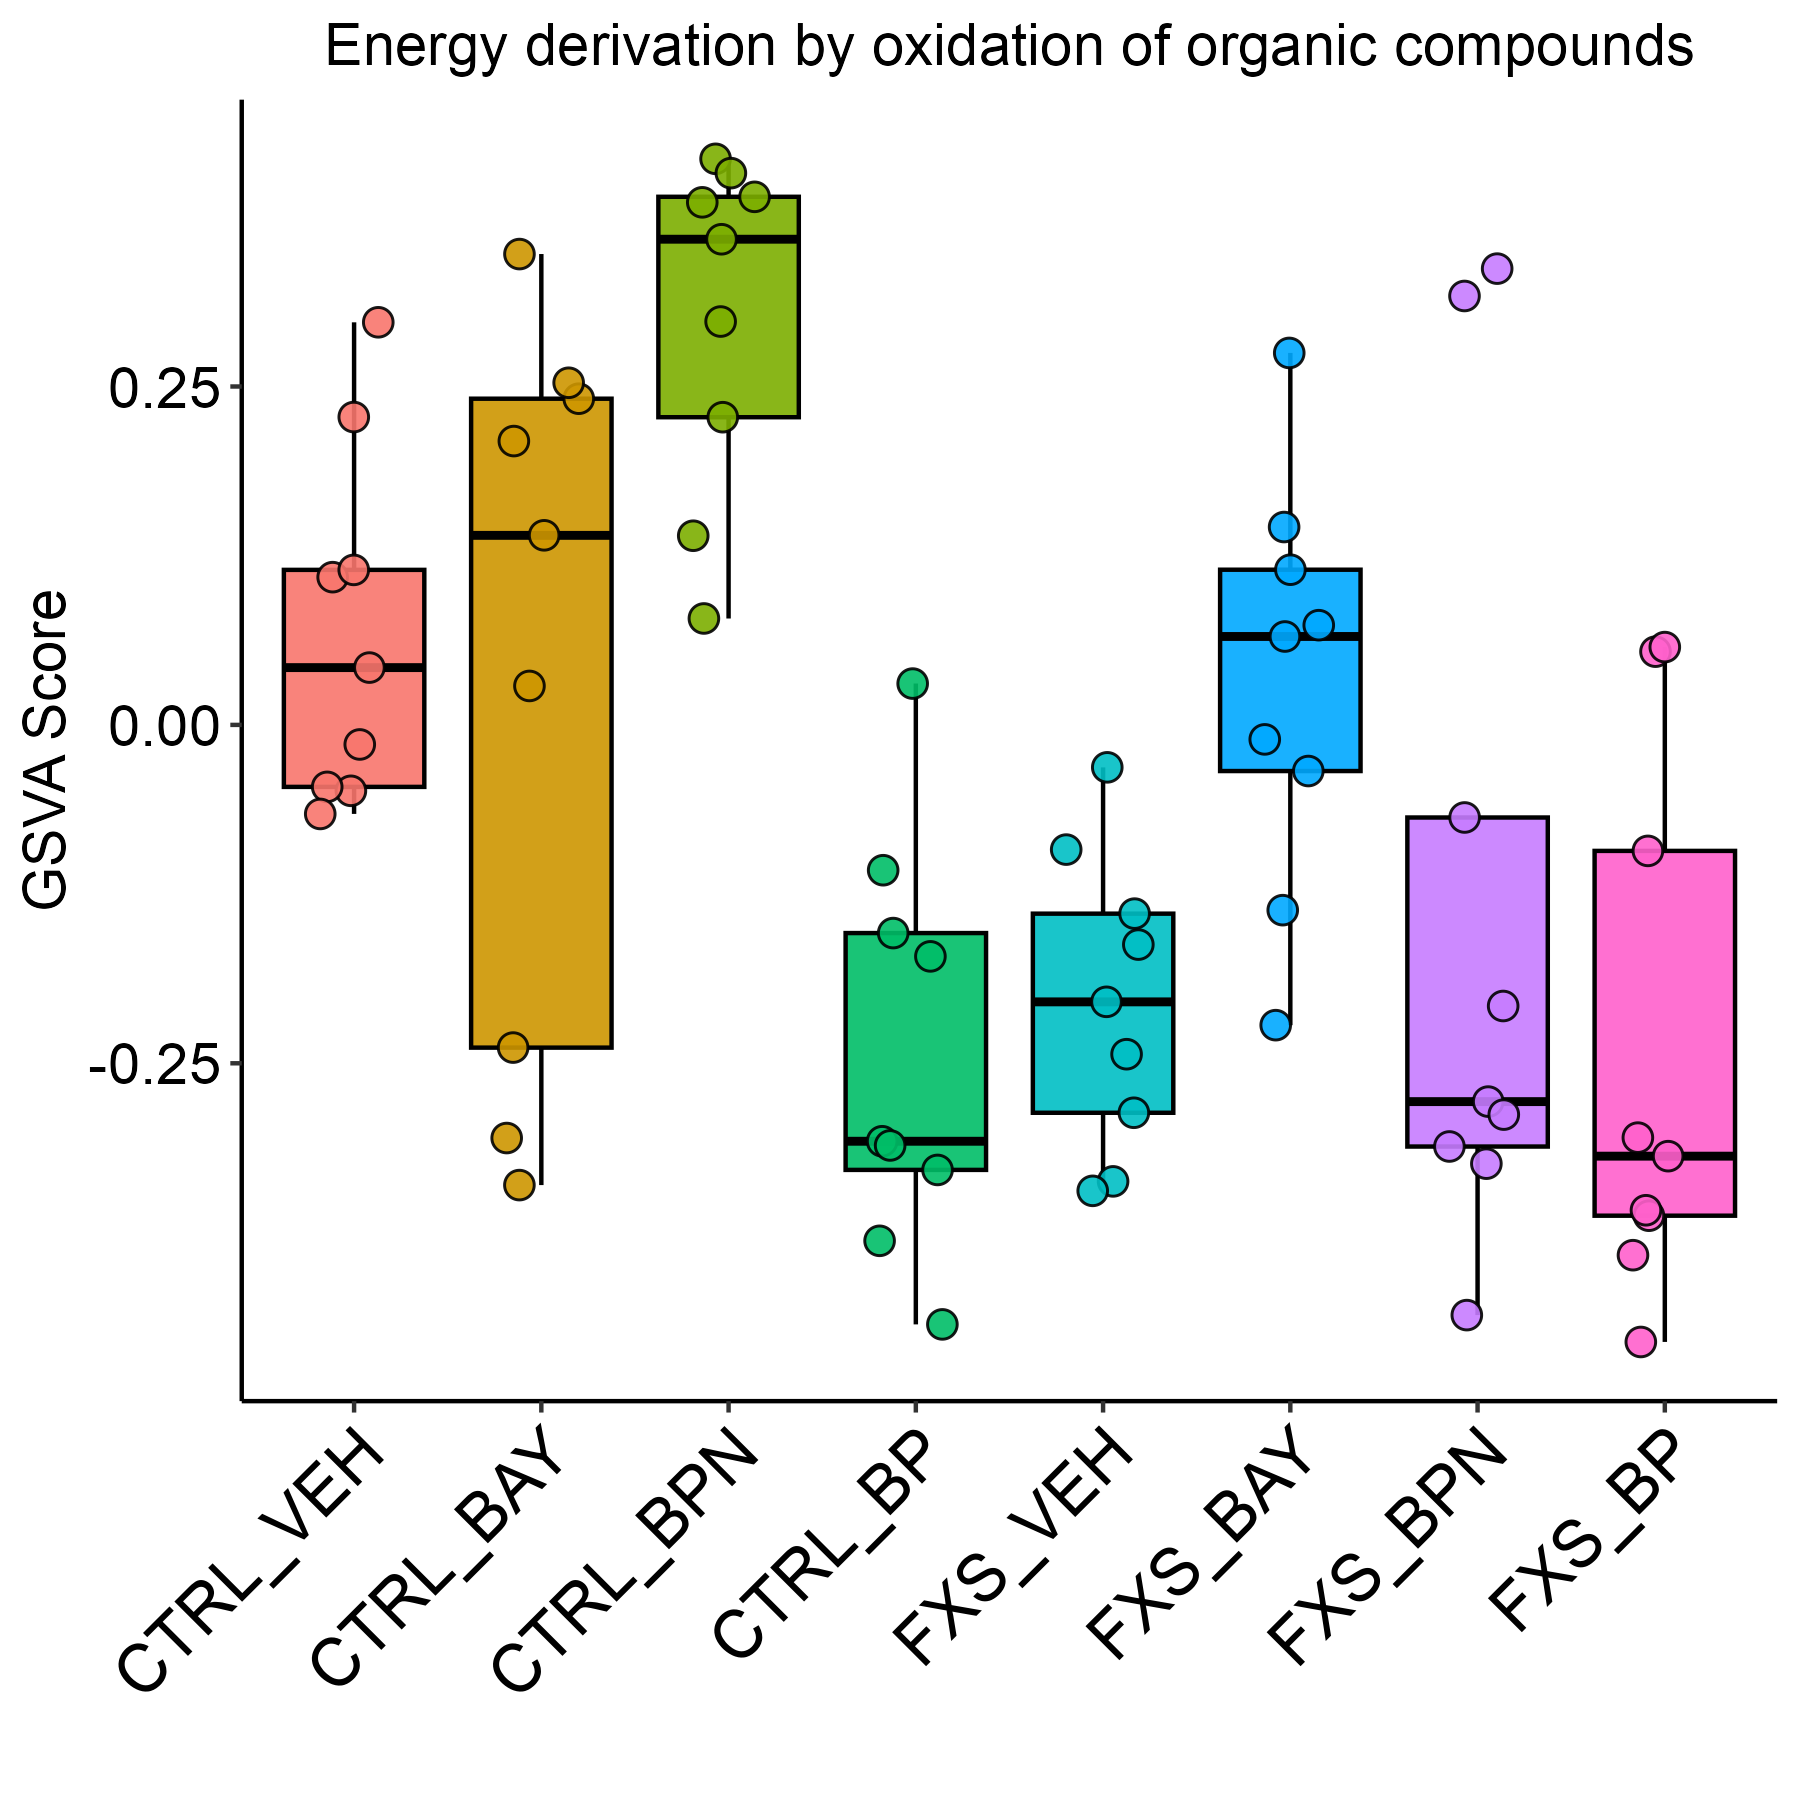 Energy derivation by oxidation of organic compounds
GSVA Score
0.25
0.00
-0.25
CTRL_VEH
CTRL_BAY
CTRL_BPN
CTRL_BP
FXS_VEH
FXS_BAY
FXS_BPN
FXS_BP